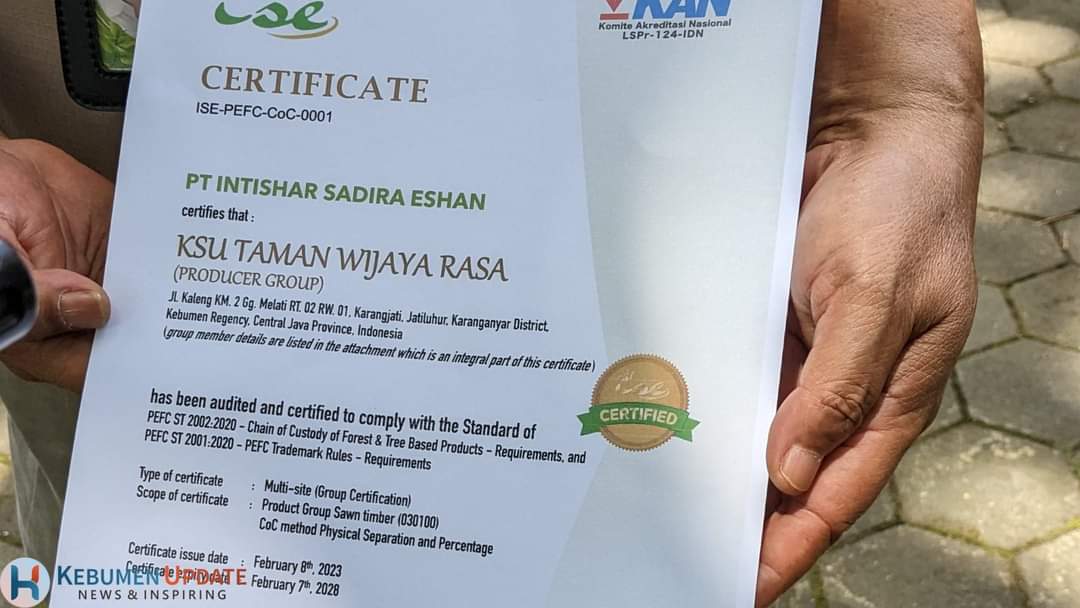 ise
KAN
Komite Akreditasi Nasional
LSPr-124-IDN
CERTIFICATE
ISE-PEFC-CoC-0001
PT INTISHAR SADIRA ESHAN
certifies that :
KSU TAMAN WIJAYA RASA
(PRODUCER GROUP)
Jl. Kaleng KM. 2 Gg. Melati RT. 02 RW. 01, Karangjati, Jatiluhur, Karanganyar District,
Kebumen Regency, Central Java Province, Indonesia
(group member details are listed in the attachment which is an integral part of this certificate)
CERTIFIED
has been audited and certified to comply with the Standard of
PEFC ST 2002:2020 – Chain of Custody of Forest & Tree Based Products – Requirements, and
PEFC ST 2001:2020 – PEFC Trademark Rules – Requirements
Type of certificate : Multi-site (Group Certification)
Scope of certificate : Product Group Sawn timber (030100)
CoC method Physical Separation and Percentage
Certificate issue date : February 8th, 2023
Certificate expiry date : February 7th, 2028
KEBUMEN UPDATE
NEWS & INSPIRING